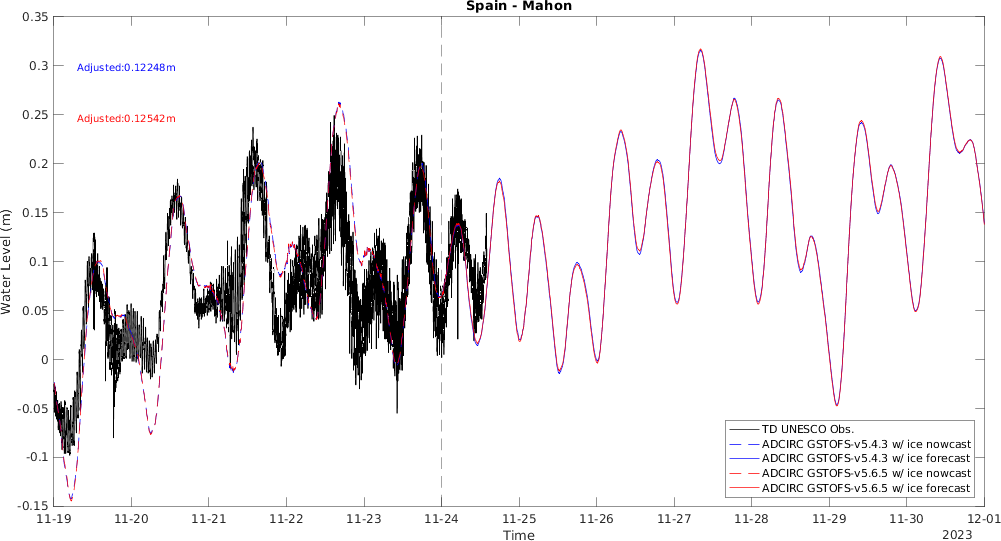 Spain - Mahon
0.35
0.3
0.25
0.2
0.15
0.1
0.05
0
-0.05
-0.1
-0.15
Water Level (m)
Adjusted:0.12248m
Adjusted:0.12542m
TD UNESCO Obs.
ADCIRC GSTOFS-v5.4.3 w/ ice nowcast
ADCIRC GSTOFS-v5.4.3 w/ ice forecast
ADCIRC GSTOFS-v5.6.5 w/ ice nowcast
ADCIRC GSTOFS-v5.6.5 w/ ice forecast
11-19 11-20 11-21 11-22 11-23 11-24 11-25 11-26 11-27 11-28 11-29 11-30 12-01
Time
2023